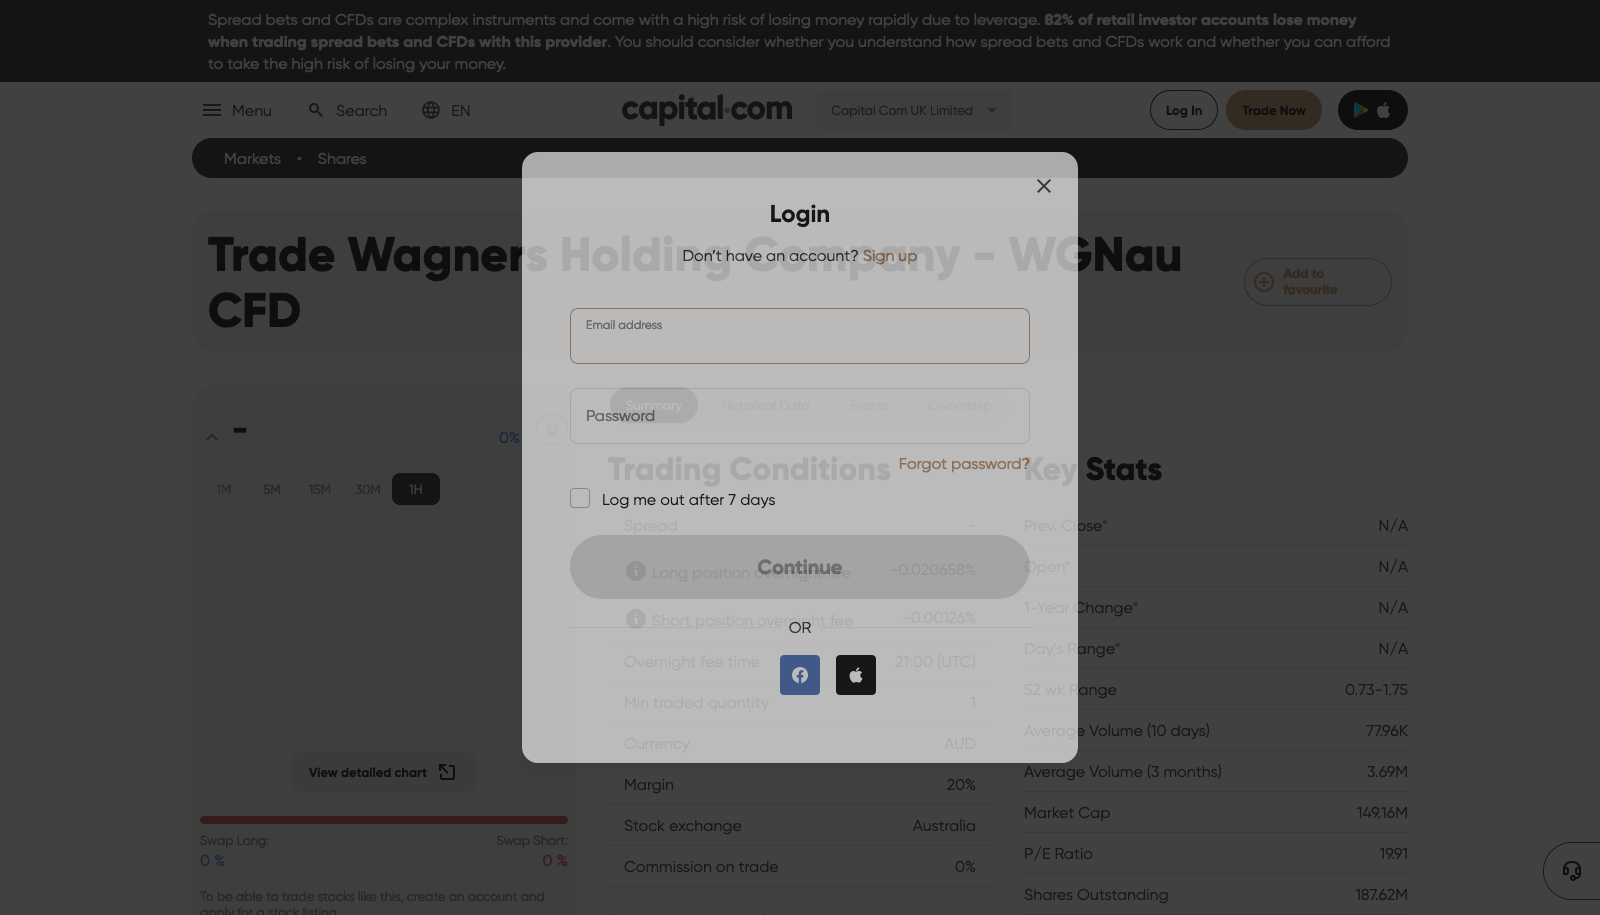 Spread bets and CFDs are complex instruments and come with a high risk of losing money rapidly due to leverage. 82% of retail investor accounts lose money
when trading spread bets and CFDs with this provider. You should consider whether you understand how spread bets and CFDs work and whether you can afford
to take the high risk of losing your money.
Menu
Search
EN
capital.com
Capital Com UK Limited
Log In
Trade Now
Markets • Shares
Trade Wagners Holding Company - WGNau
CFD
Add to
favourite
Login
Don't have an account? Sign up
Email address
Password
Forgot password?
Log me out after 7 days
Continue
OR
-
0%
1M 5M 15M 30M 1H
View detailed chart
Swap Long:
Swap Short:
0 %
0 %
To be able to trade stocks like this, create an account and
apply for a stock listing
Summary Historical Data Events Ownership
Trading Conditions
Spread -
Long position overnight fee -0.020658%
Short position overnight fee -0.00126%
Overnight fee time 21:00 (UTC)
Min traded quantity 1
Currency AUD
Margin 20%
Stock exchange Australia
Commission on trade 0%
Key Stats
Prev. Close* N/A
Open* N/A
1-Year Change* N/A
Day's Range* N/A
52 wk Range 0.73-1.75
Average Volume (10 days) 77.96K
Average Volume (3 months) 3.69M
Market Cap 149.16M
P/E Ratio 19.91
Shares Outstanding 187.62M